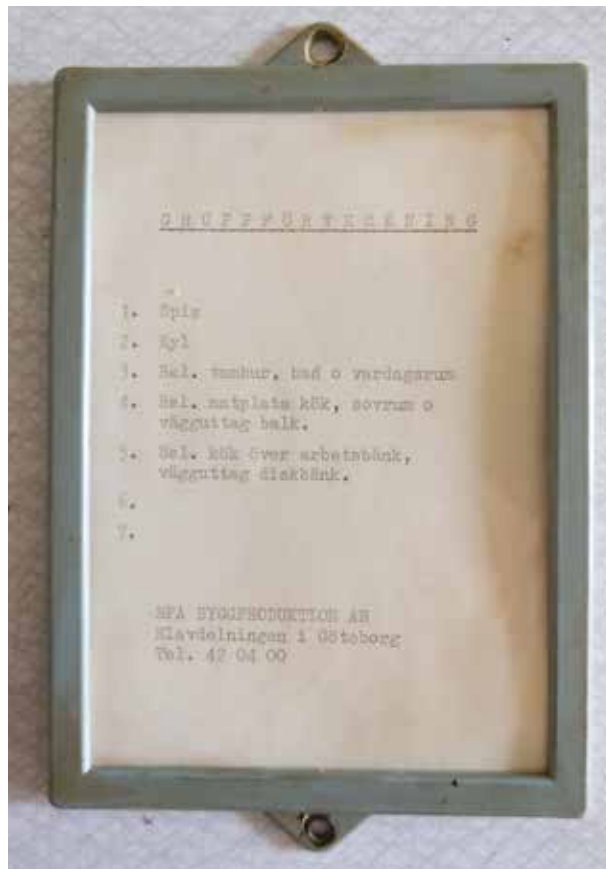 GRUPPFÖRTECKNING
1. Spis
2. Kyl
3. Bel. tambur, bad o vardagsrum
4. Bel. matplats kök, sovrum o
vägguttag balk.
5. Bel. kök över arbetsbänk,
vägguttag diskbänk.
6.
7.
BPA BYGGPRODUKTION AB
Elavdelningen i Göteborg
Tel. 42 04 00